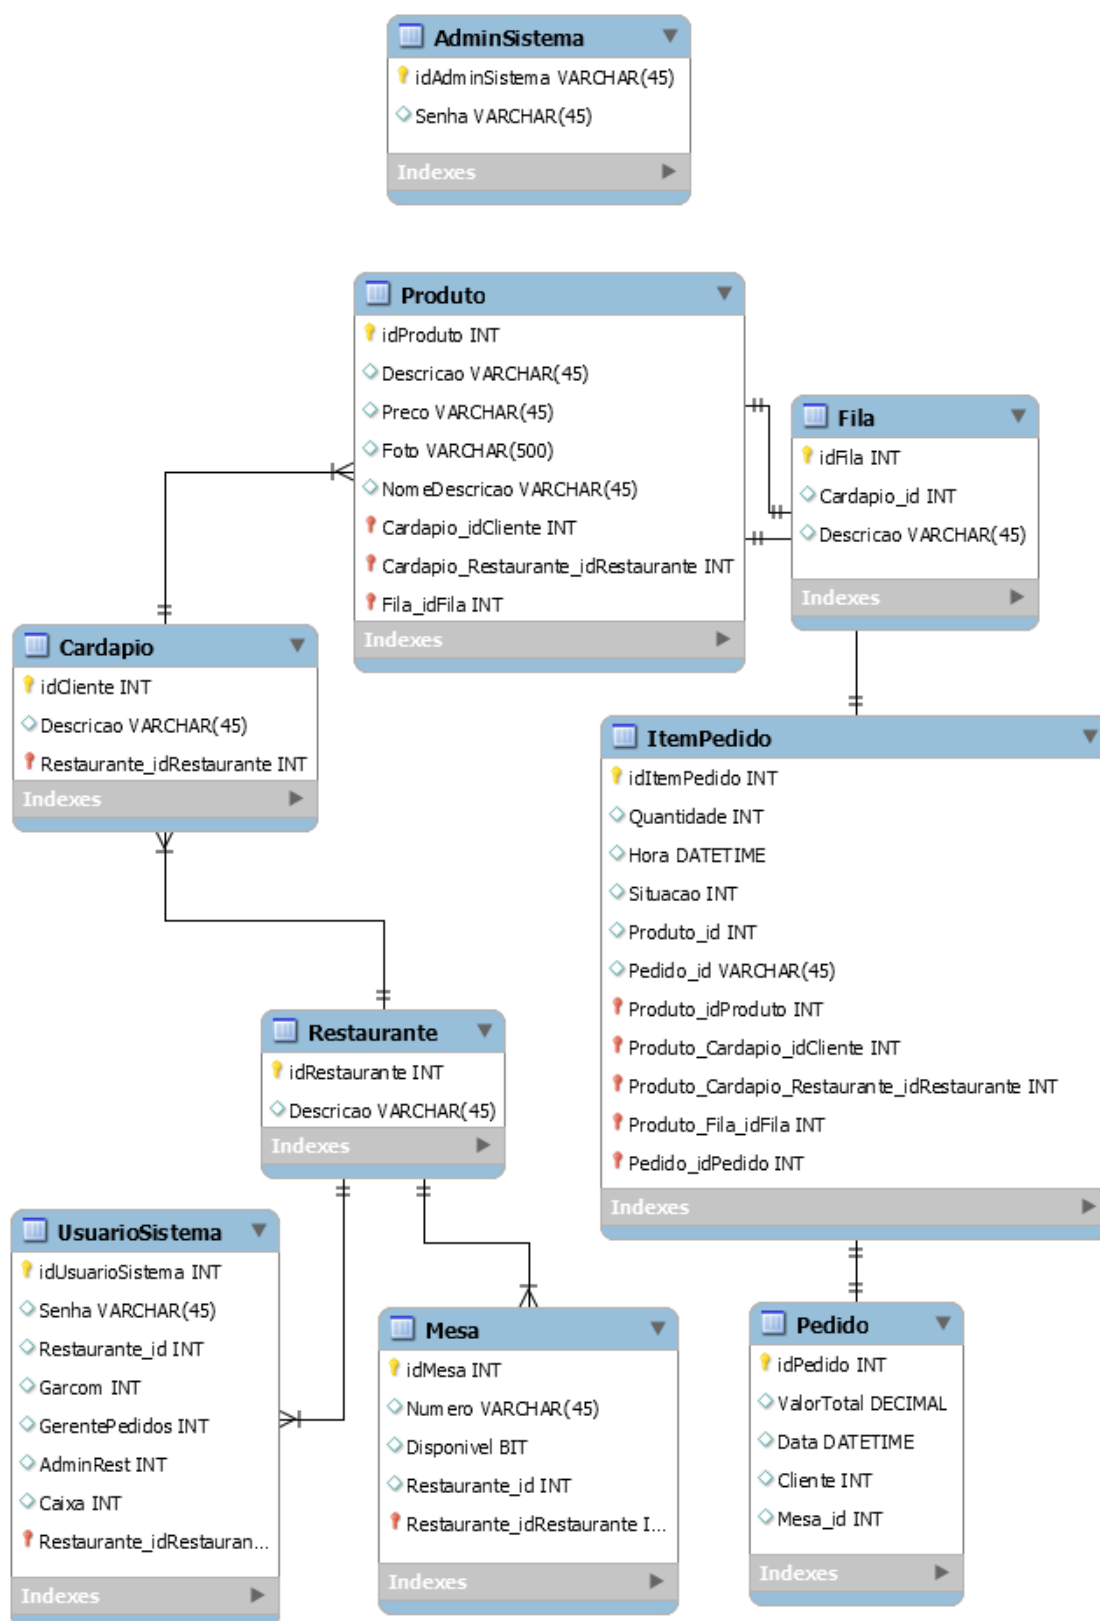 AdminSistema
idAdminSistema VARCHAR(45)
Senha VARCHAR(45)
Indexes
Produto
idProduto INT
Descricao VARCHAR(45)
Preco VARCHAR(45)
Foto VARCHAR(500)
NomeDescricao VARCHAR(45)
Cardapio_idCliente INT
Cardapio_Restaurante_idRestaurante INT
Fila_idFila INT
Indexes
Fila
idFila INT
Cardapio_id INT
Descricao VARCHAR(45)
Indexes
Cardapio
idCliente INT
Descricao VARCHAR(45)
Restaurante_idRestaurante INT
Indexes
ItemPedido
idItemPedido INT
Quantidade INT
Hora DATETIME
Situacao INT
Produto_id INT
Pedido_id VARCHAR(45)
Produto_idProduto INT
Produto_Cardapio_idCliente INT
Produto_Cardapio_Restaurante_idRestaurante INT
Produto_Fila_idFila INT
Pedido_idPedido INT
Indexes
Restaurante
idRestaurante INT
Descricao VARCHAR(45)
Indexes
UsuarioSistema
idUsuarioSistema INT
Senha VARCHAR(45)
Restaurante_id INT
Garcom INT
GerentePedidos INT
AdminRest INT
Caixa INT
Restaurante_idRestauran...
Indexes
Mesa
idMesa INT
Numero VARCHAR(45)
Disponivel BIT
Restaurante_id INT
Restaurante_idRestaurante I...
Indexes
Pedido
idPedido INT
ValorTotal DECIMAL
Data DATETIME
Cliente INT
Mesa_id INT
Indexes